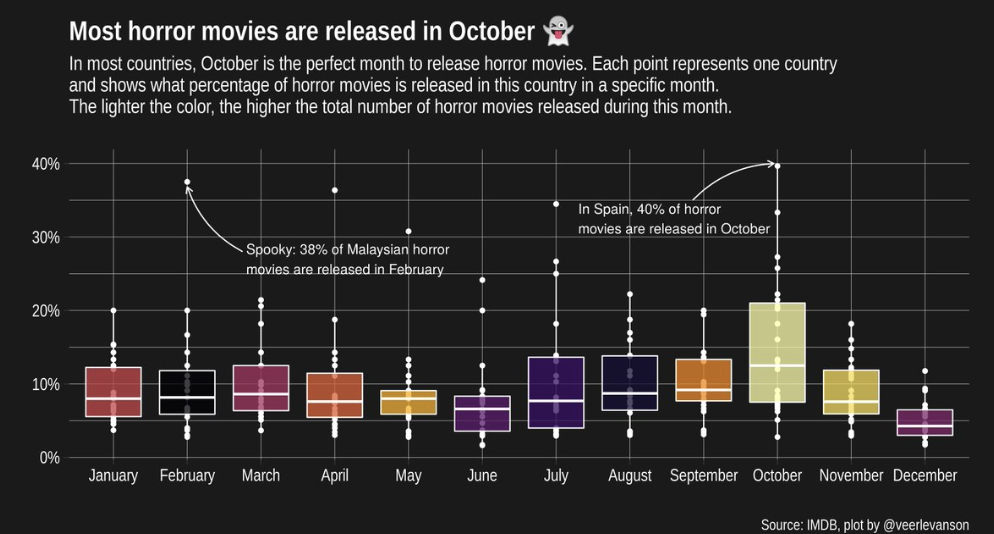 Most horror movies are released in October 👻
In most countries, October is the perfect month to release horror movies. Each point represents one country
and shows what percentage of horror movies is released in this country in a specific month.
The lighter the color, the higher the total number of horror movies released during this month.
40%
30%
20%
10%
0%
Spooky: 38% of Malaysian horror
movies are released in February
In Spain, 40% of horror
movies are released in October
January February March April May June July August September October November December
Source: IMDB, plot by @veerlevanson